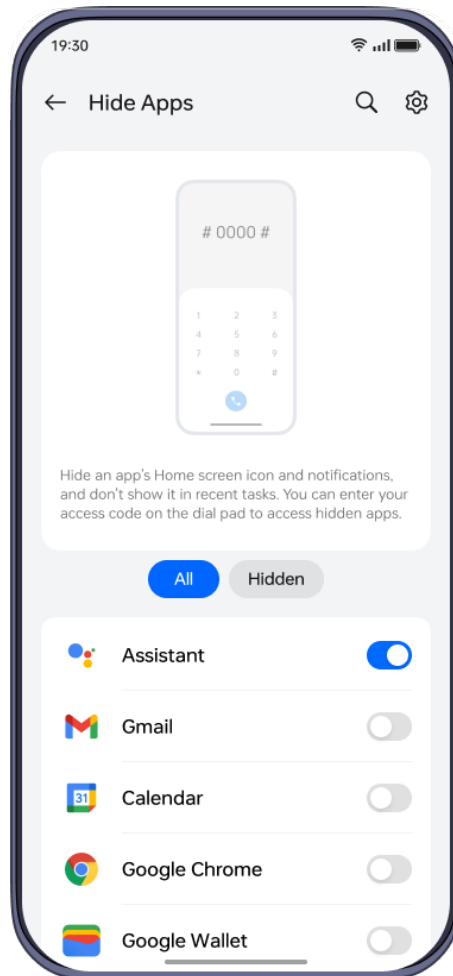 19:30
Hide Apps
# 0000 #
1 2 3
4 5 6
7 8 9
* 0 #
Hide an app's Home screen icon and notifications,
and don't show it in recent tasks. You can enter your
access code on the dial pad to access hidden apps.
All Hidden
Assistant
Gmail
31
Calendar
Google Chrome
Google Wallet